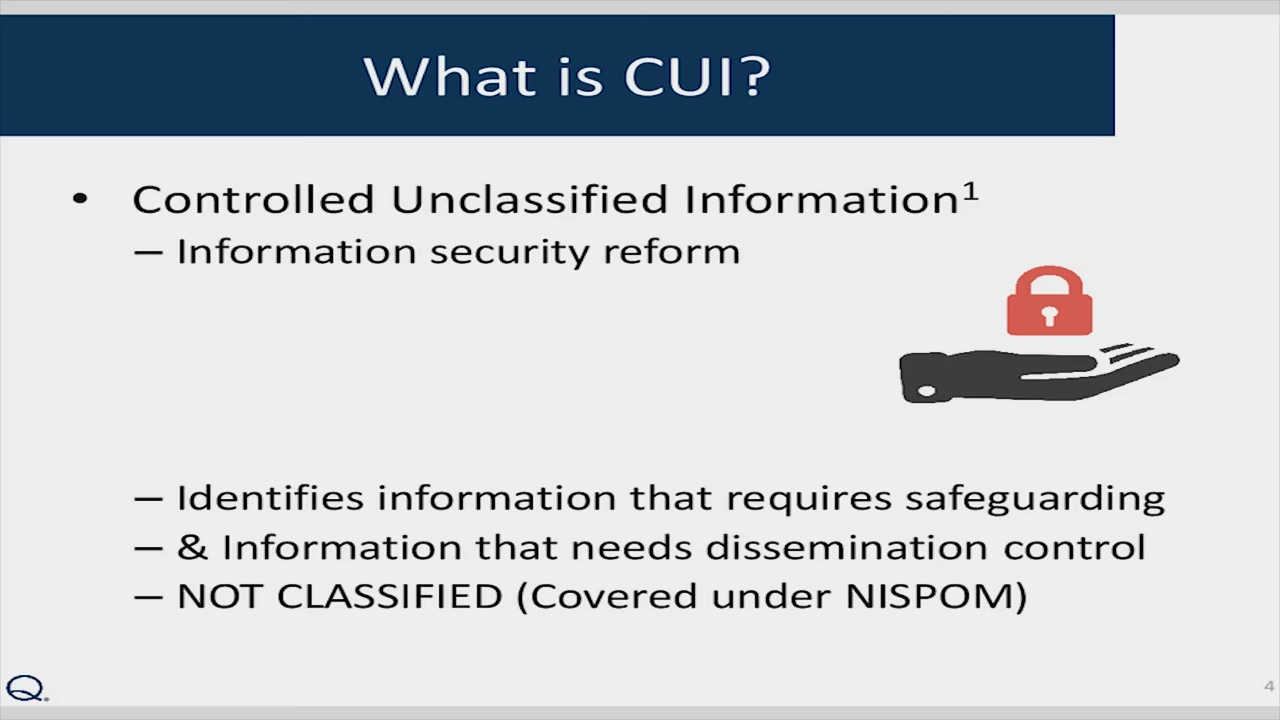 What is CUI?
• Controlled Unclassified Information¹
– Information security reform
– Identifies information that requires safeguarding
– & Information that needs dissemination control
– NOT CLASSIFIED (Covered under NISPOM)
Q.
4